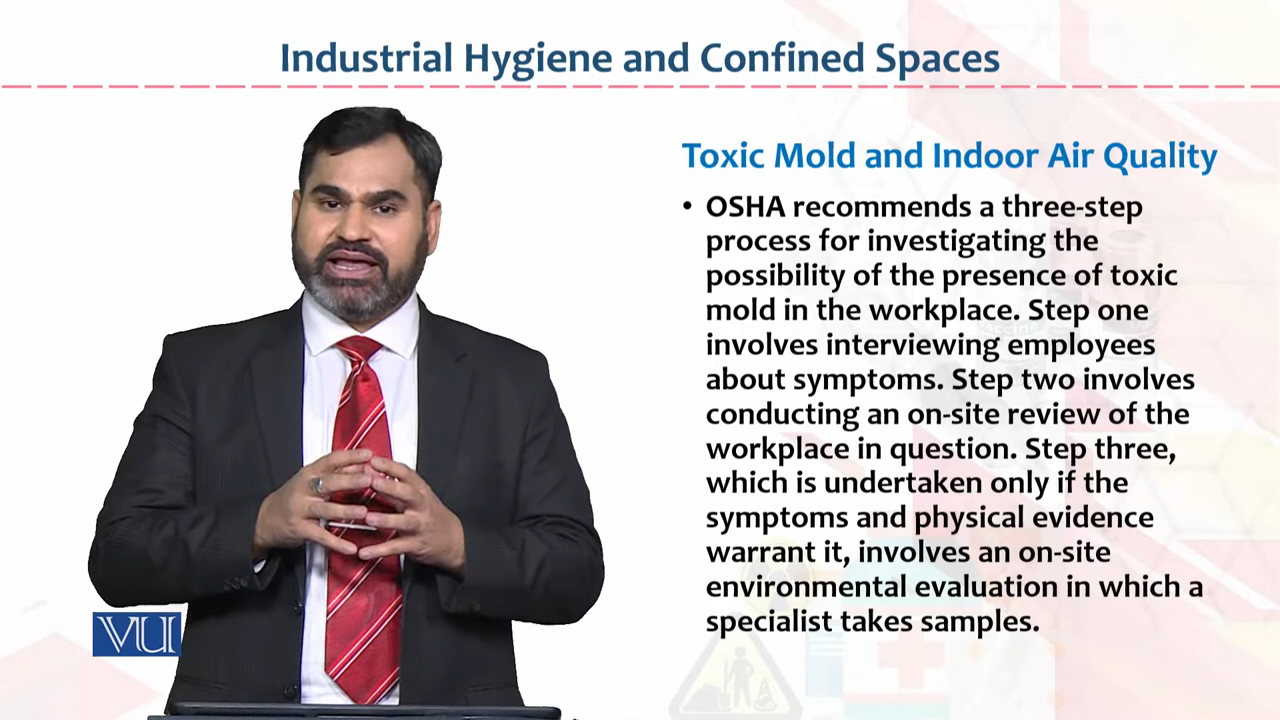 Industrial Hygiene and Confined Spaces
Toxic Mold and Indoor Air Quality
• OSHA recommends a three-step
process for investigating the
possibility of the presence of toxic
mold in the workplace. Step one
involves interviewing employees
about symptoms. Step two involves
conducting an on-site review of the
workplace in question. Step three,
which is undertaken only if the
symptoms and physical evidence
warrant it, involves an on-site
environmental evaluation in which a
specialist takes samples.
VU